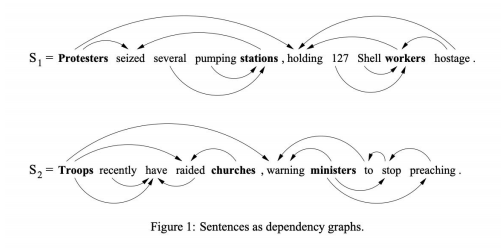 S1 = Protesters seized several pumping stations , holding 127 Shell workers hostage .
S2 = Troops recently have raided churches , warning ministers to stop preaching .
Figure 1: Sentences as dependency graphs.